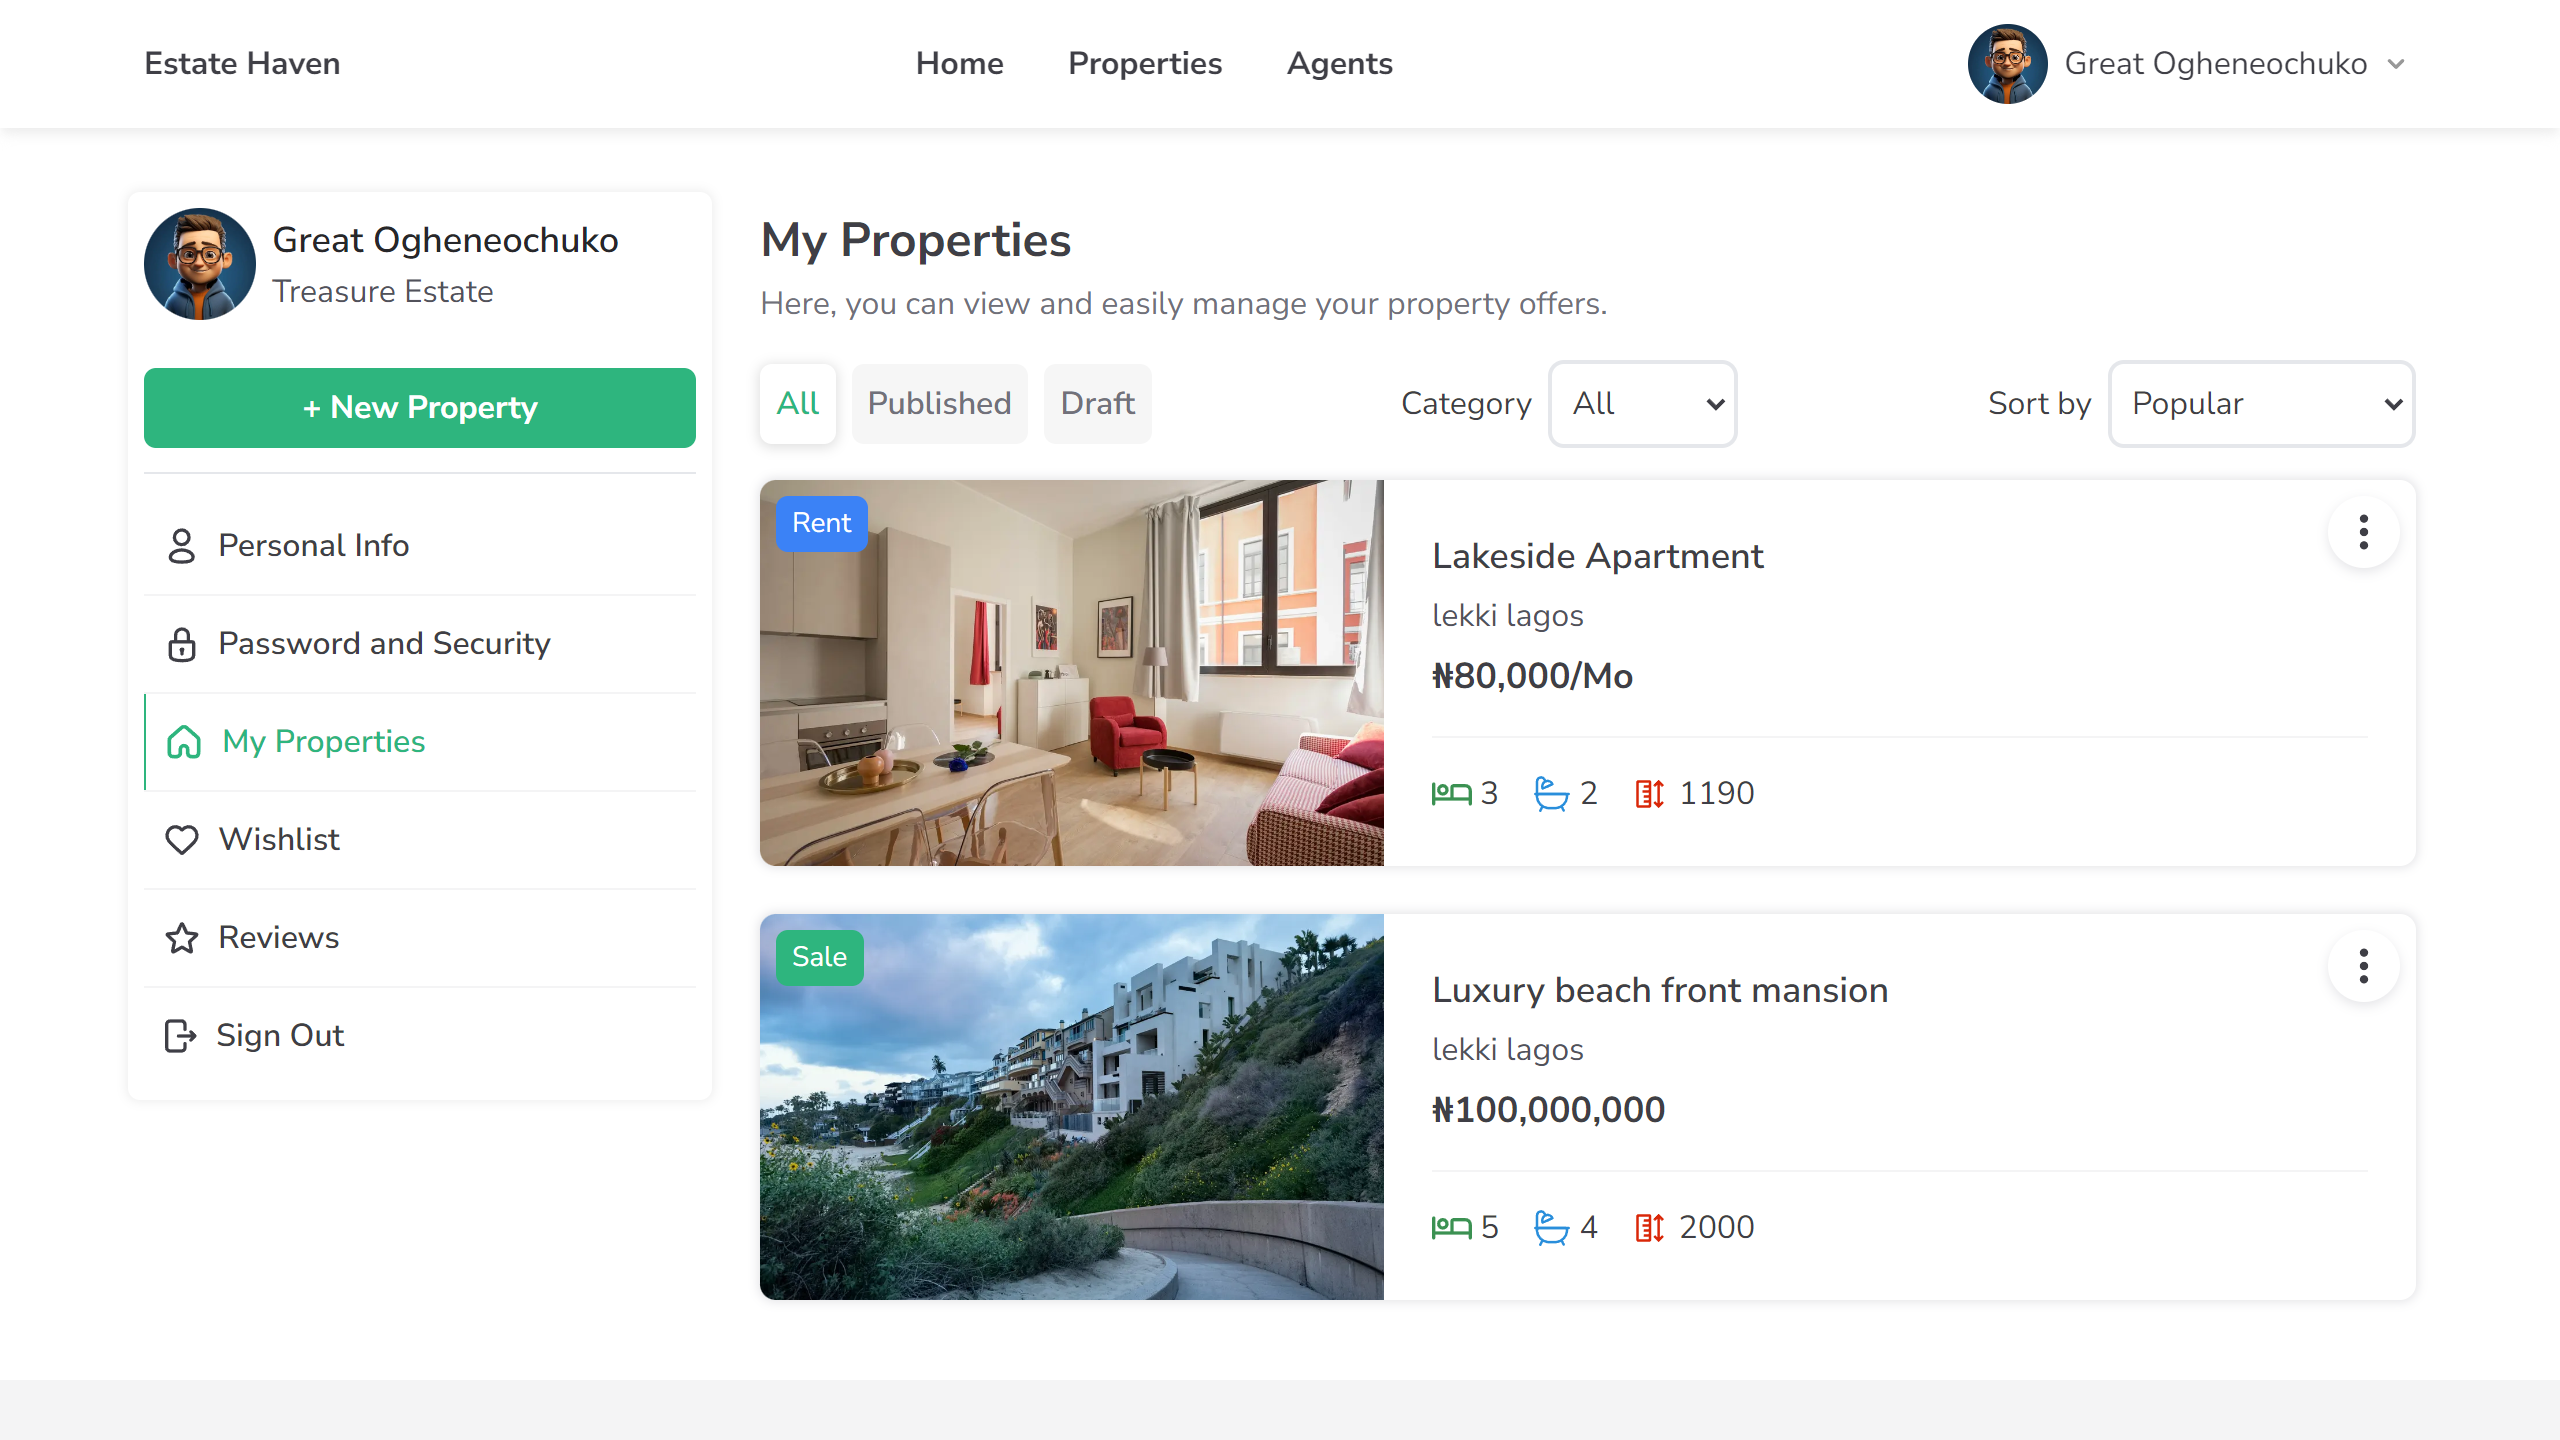 Estate Haven
Home
Properties
Agents
Great Ogheneochuko
Great Ogheneochuko
Treasure Estate
+ New Property
Personal Info
Password and Security
My Properties
Wishlist
Reviews
Sign Out
My Properties
Here, you can view and easily manage your property offers.
All
Published
Draft
Category
All
Sort by
Popular
Rent
Lakeside Apartment
lekki lagos
₦80,000/Mo
3
2
1190
Sale
Luxury beach front mansion
lekki lagos
₦100,000,000
5
4
2000